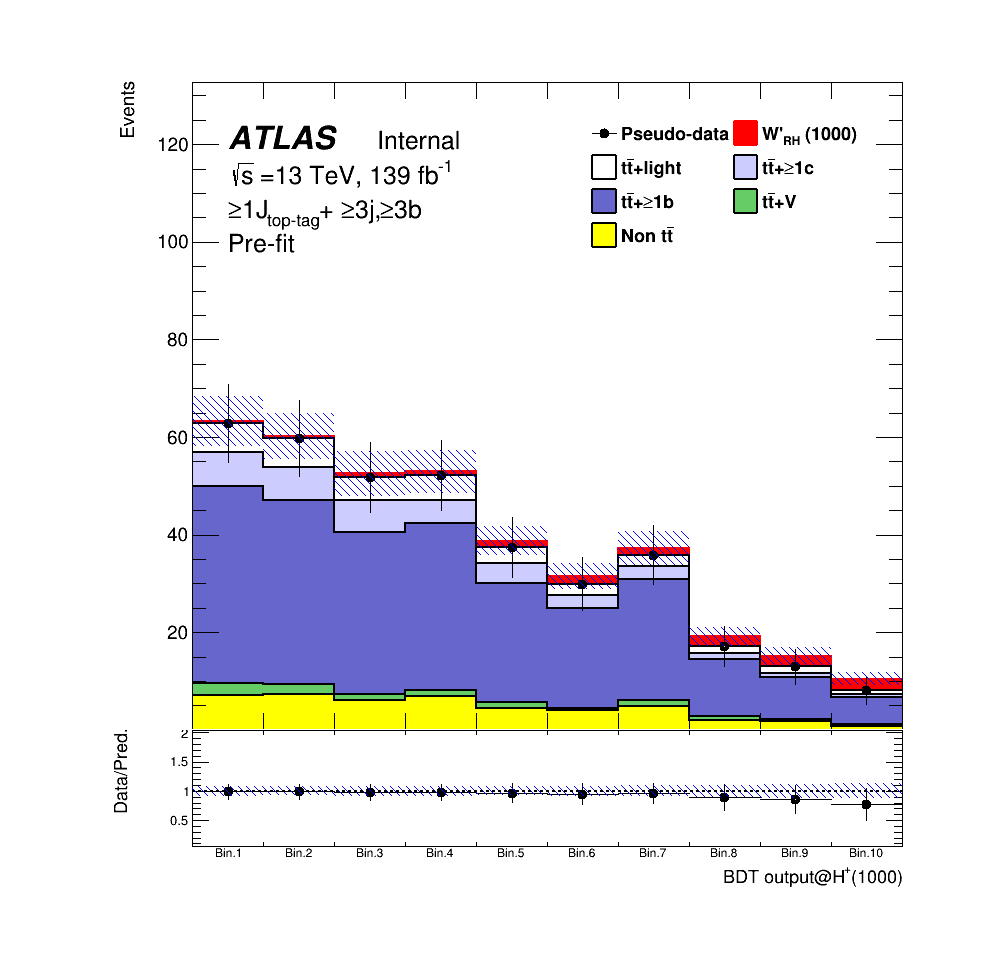 Events
ATLAS Internal
√s =13 TeV, 139 fb⁻¹
≥1J_top-tag+ ≥3j,≥3b
Pre-fit
Pseudo-data W'_RH (1000)
tt̄+light tt̄+≥1c
tt̄+≥1b tt̄+V
Non tt̄
120
100
80
60
40
20
Data/Pred.
2
1.5
1
0.5
Bin.1 Bin.2 Bin.3 Bin.4 Bin.5 Bin.6 Bin.7 Bin.8 Bin.9 Bin.10
BDT output@H⁺(1000)